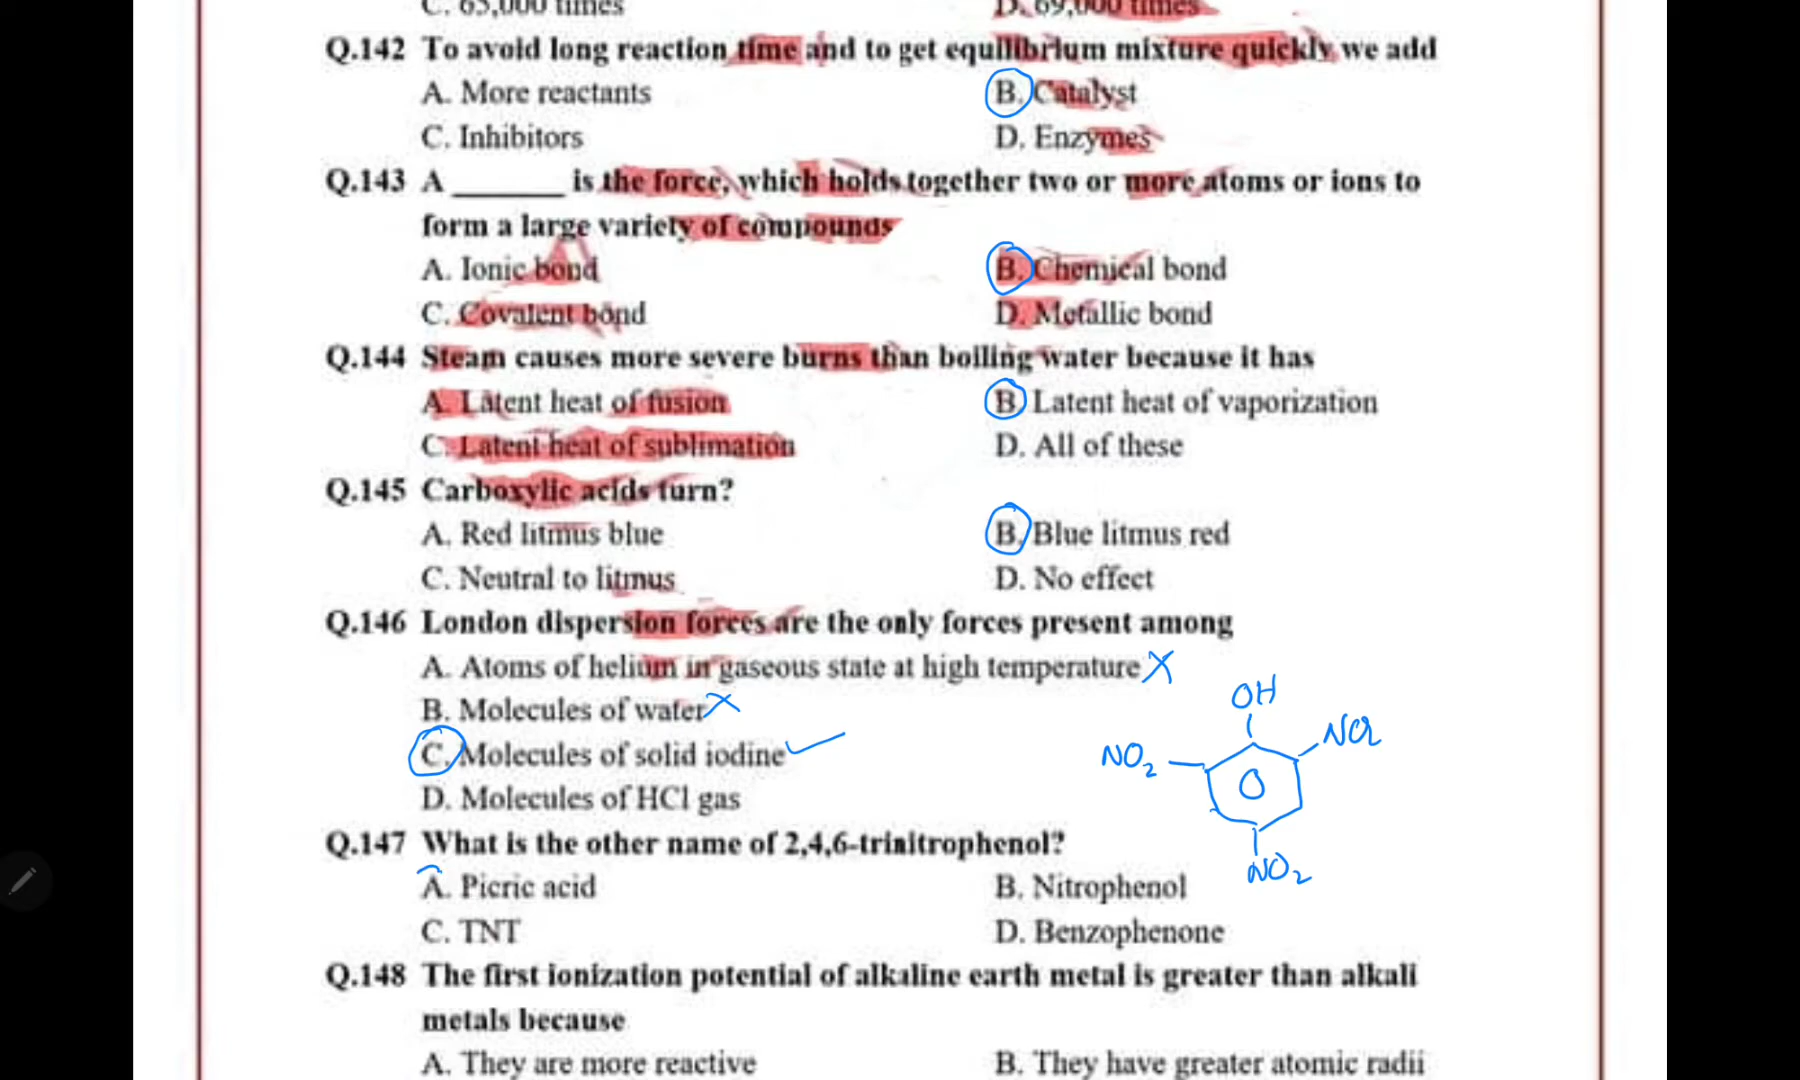 C. 65,000 times D. 69,000 times
Q.142 To avoid long reaction time and to get equilibrium mixture quickly we add
A. More reactants B. Catalyst
C. Inhibitors D. Enzymes
Q.143 A ______ is the force, which holds together two or more atoms or ions to
form a large variety of compounds
A. Ionic bond B. Chemical bond
C. Covalent bond D. Metallic bond
Q.144 Steam causes more severe burns than boiling water because it has
A. Latent heat of fusion B. Latent heat of vaporization
C. Latent heat of sublimation D. All of these
Q.145 Carboxylic acids turn?
A. Red litmus blue B. Blue litmus red
C. Neutral to litmus D. No effect
Q.146 London dispersion forces are the only forces present among
A. Atoms of helium in gaseous state at high temperature
B. Molecules of water
OH
C. Molecules of solid iodine
NO2
D. Molecules of HCl gas
Q.147 What is the other name of 2,4,6-trinitrophenol?
NO2
A. Picric acid B. Nitrophenol
C. TNT D. Benzophenone
Q.148 The first ionization potential of alkaline earth metal is greater than alkali
metals because
A. They are more reactive B. They have greater atomic radii